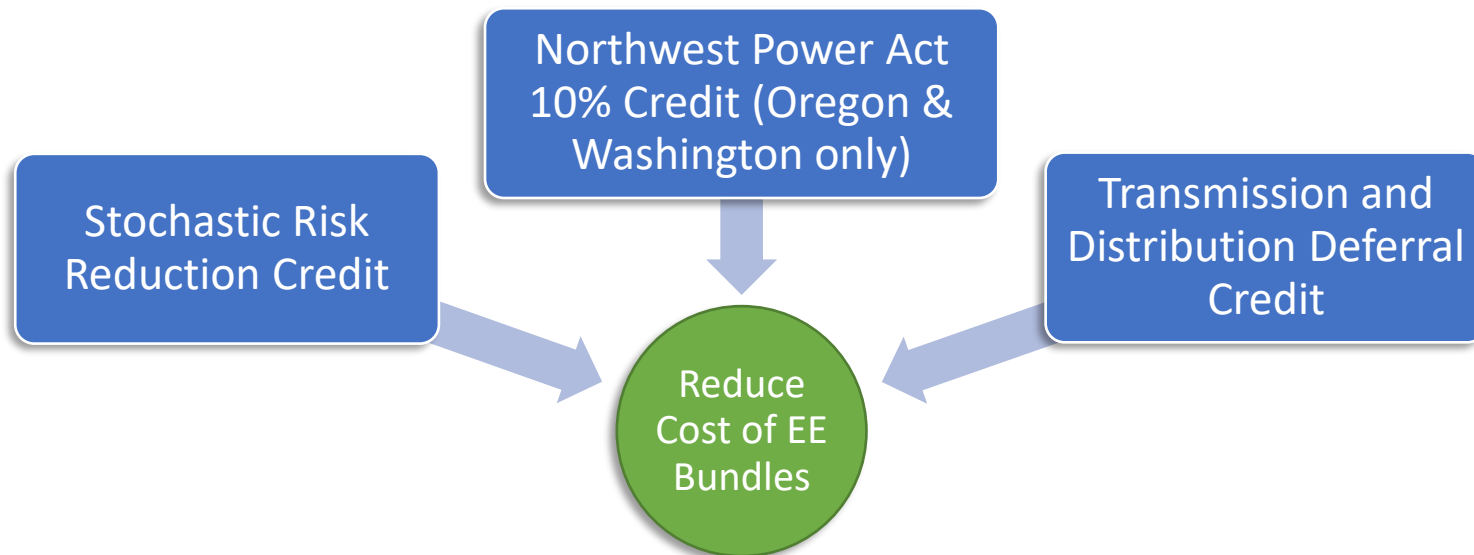 Northwest Power Act
10% Credit (Oregon &
Washington only)
Stochastic Risk
Reduction Credit
Transmission and
Distribution Deferral
Credit
Reduce
Cost of EE
Bundles